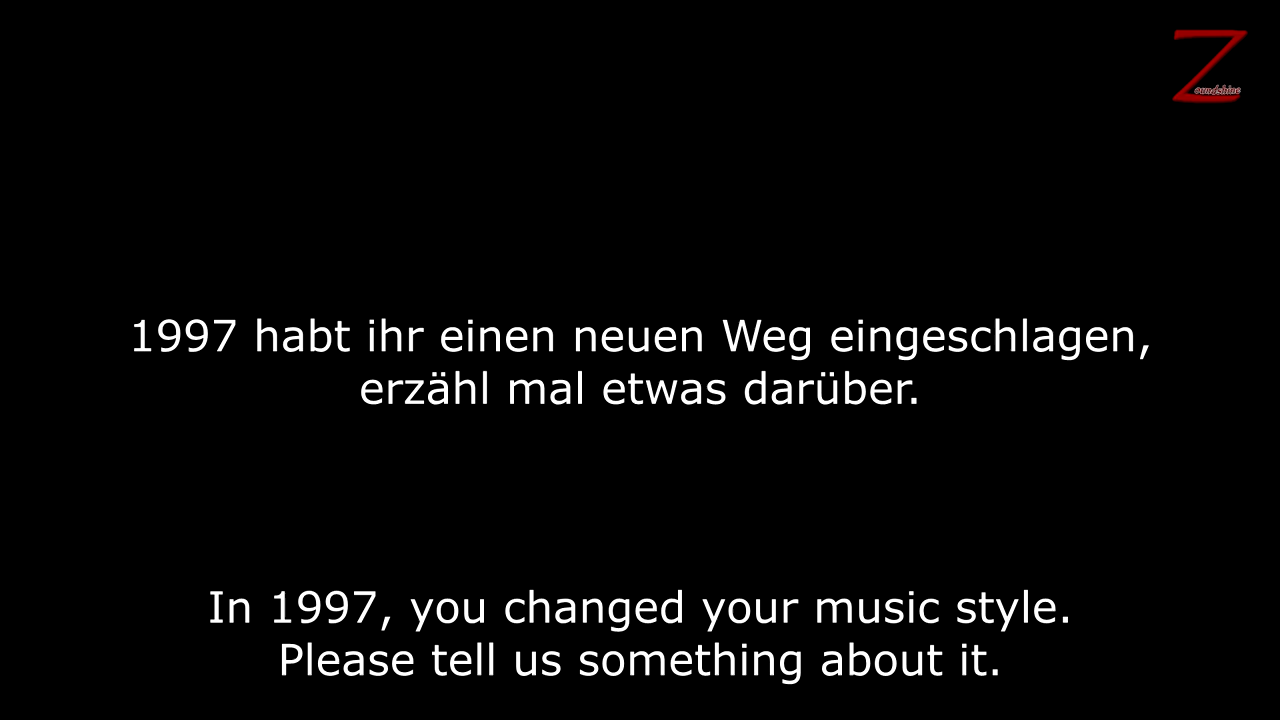 Zoundshine
1997 habt ihr einen neuen Weg eingeschlagen,
erzähl mal etwas darüber.
In 1997, you changed your music style.
Please tell us something about it.